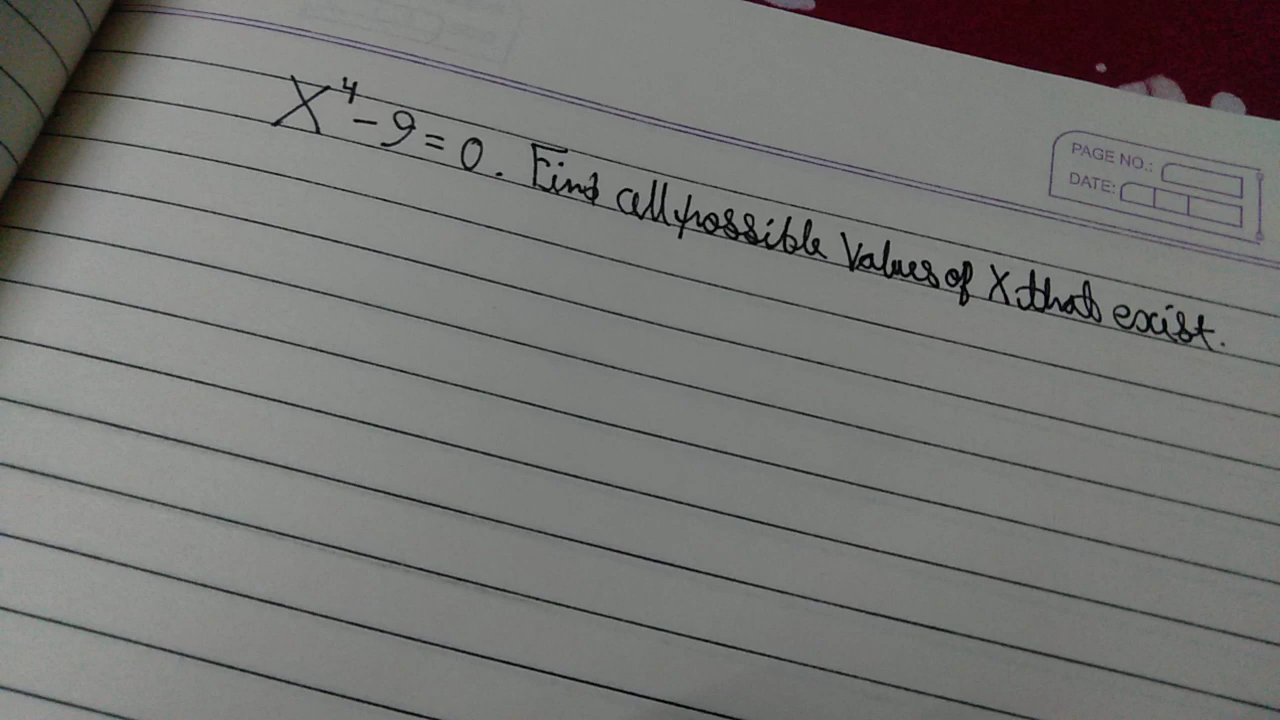 X⁴-9=0. Find all possible Values of X that exist.
PAGE NO.:
DATE: